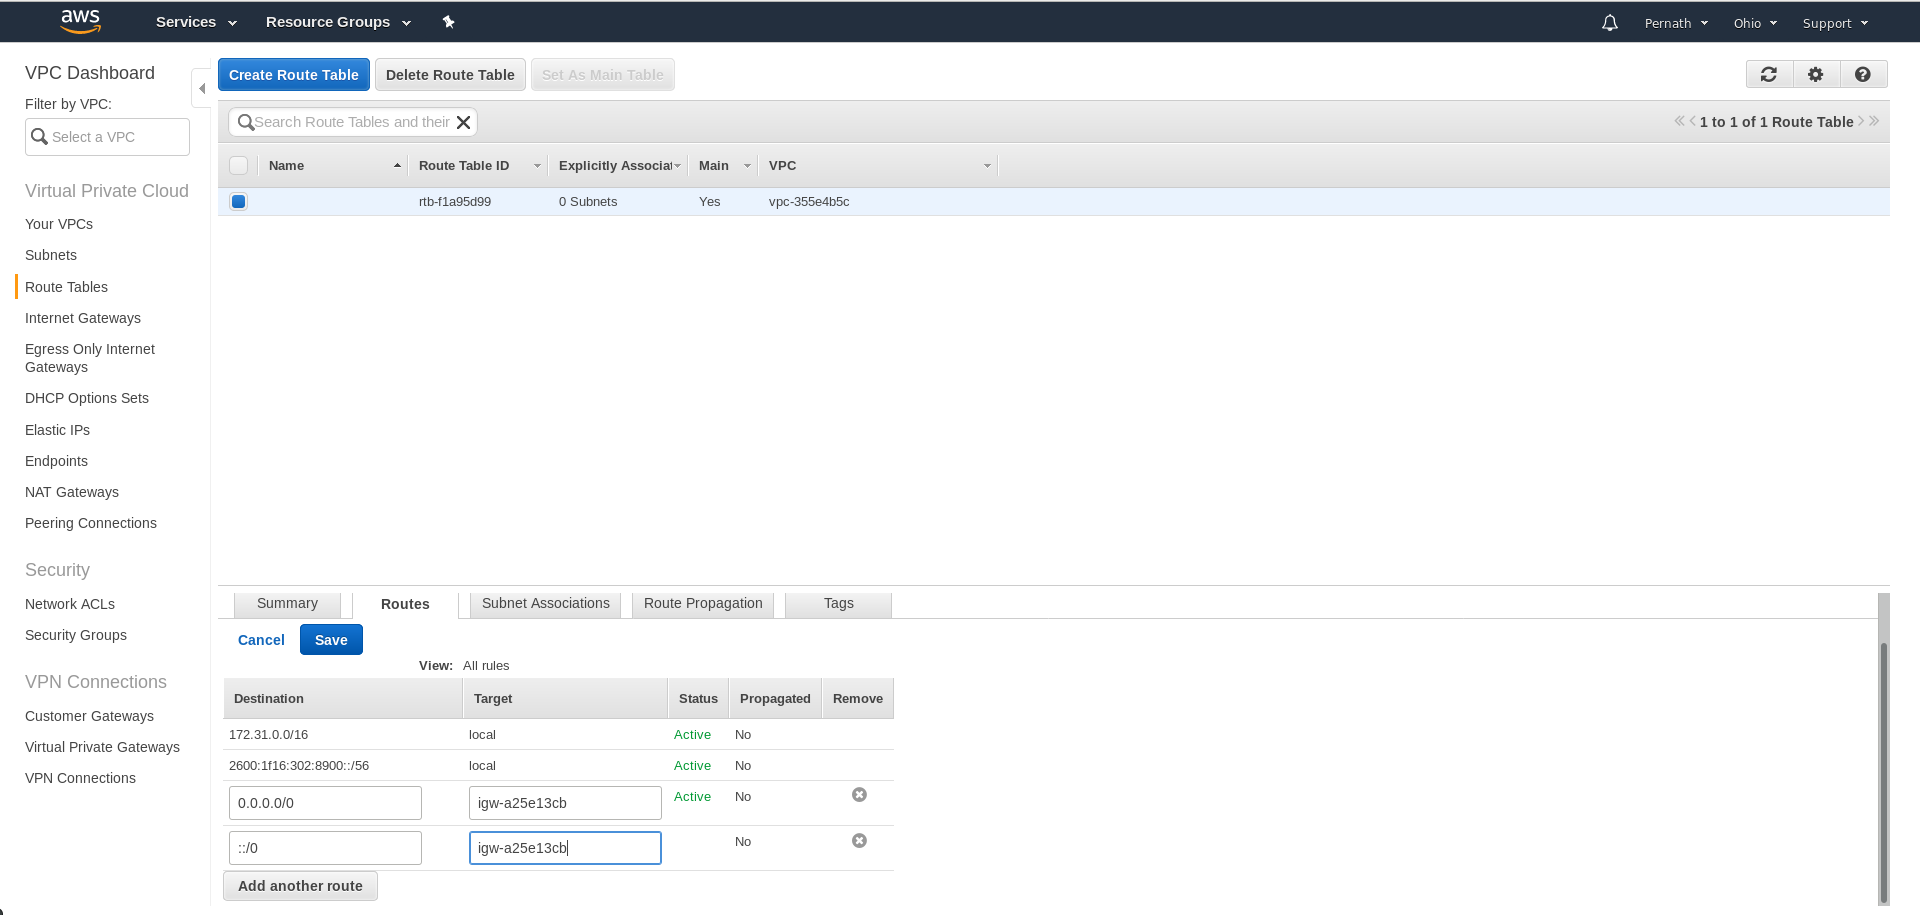 aws Services Resource Groups Pernath Ohio Support
VPC Dashboard
Filter by VPC:
Select a VPC
Virtual Private Cloud
Your VPCs
Subnets
Route Tables
Internet Gateways
Egress Only Internet
Gateways
DHCP Options Sets
Elastic IPs
Endpoints
NAT Gateways
Peering Connections
Security
Network ACLs
Security Groups
VPN Connections
Customer Gateways
Virtual Private Gateways
VPN Connections
Create Route Table Delete Route Table Set As Main Table
Search Route Tables and their 1 to 1 of 1 Route Table
Name Route Table ID Explicitly Associat Main VPC
rtb-f1a95d99 0 Subnets Yes vpc-355e4b5c
Summary Routes Subnet Associations Route Propagation Tags
Cancel Save
View: All rules
Destination Target Status Propagated Remove
172.31.0.0/16 local Active No
2600:1f16:302:8900::/56 local Active No
0.0.0.0/0 igw-a25e13cb Active No
::/0 igw-a25e13cb No
Add another route